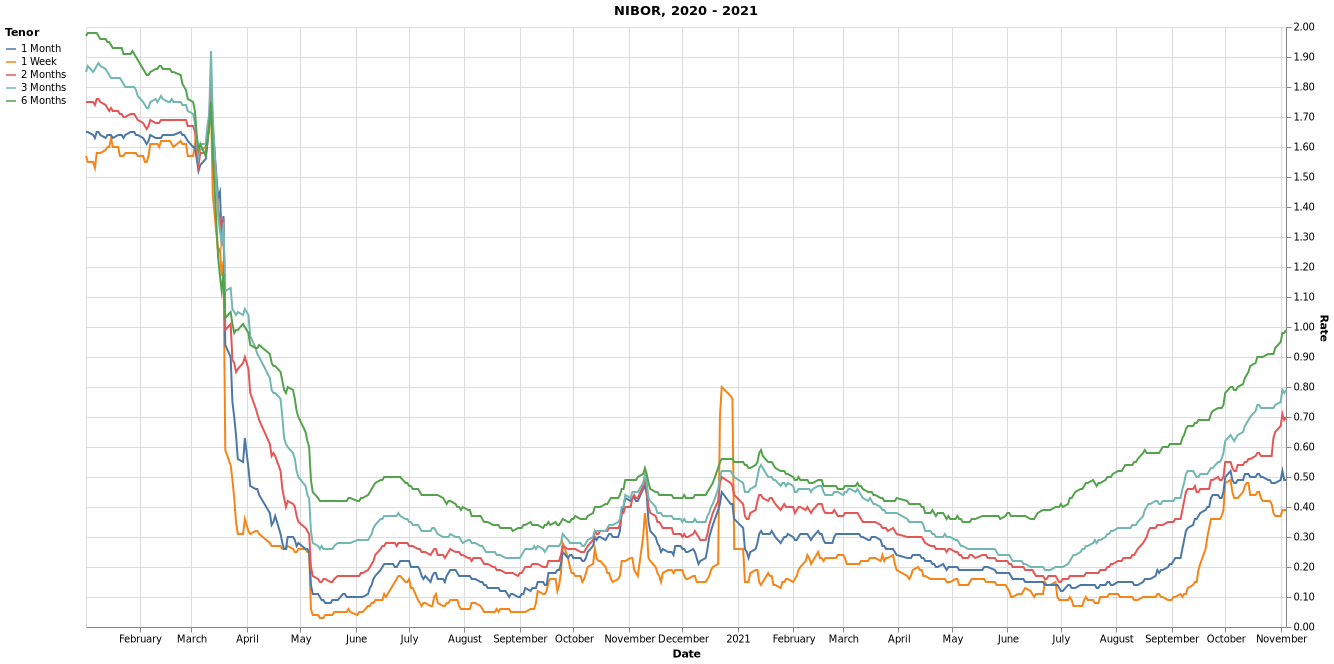 NIBOR, 2020 - 2021
Tenor
1 Month
1 Week
2 Months
3 Months
6 Months
2.00
1.90
1.80
1.70
1.60
1.50
1.40
1.30
1.20
1.10
1.00
0.90
0.80
0.70
0.60
0.50
0.40
0.30
0.20
0.10
0.00
Rate
February March April May June July August September October November December 2021 February March April May June July August September October November
Date